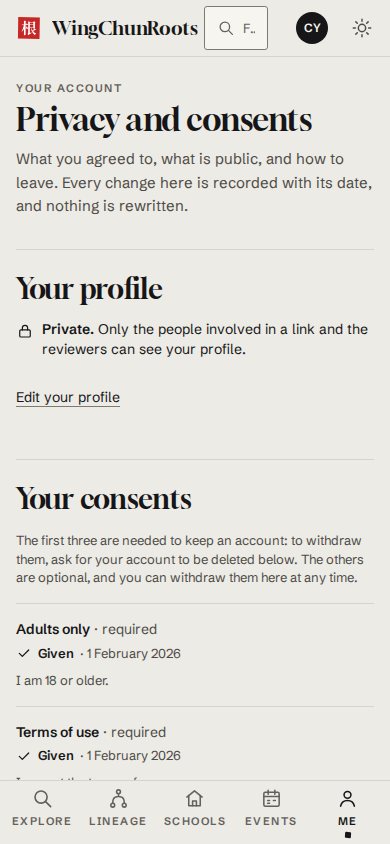 根 WingChunRoots F.. CY
YOUR ACCOUNT
Privacy and consents
What you agreed to, what is public, and how to
leave. Every change here is recorded with its date,
and nothing is rewritten.
Your profile
Private. Only the people involved in a link and the
reviewers can see your profile.
Edit your profile
Your consents
The first three are needed to keep an account: to withdraw
them, ask for your account to be deleted below. The others
are optional, and you can withdraw them here at any time.
Adults only · required
Given · 1 February 2026
I am 18 or older.
Terms of use · required
Given · 1 February 2026
EXPLORE LINEAGE SCHOOLS EVENTS ME